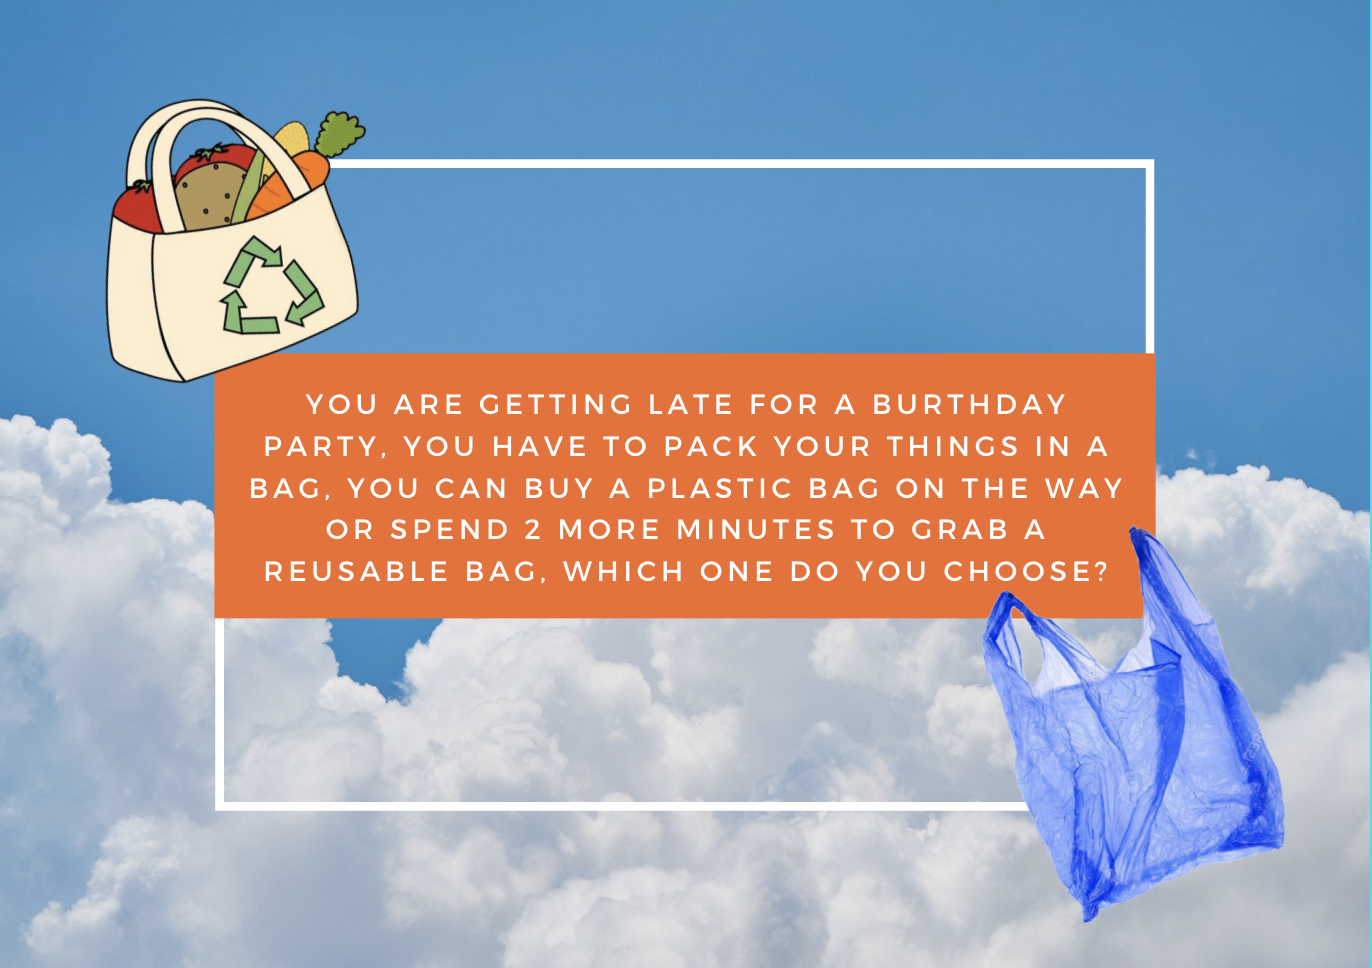 YOU ARE GETTING LATE FOR A BURTHDAY
PARTY, YOU HAVE TO PACK YOUR THINGS IN A
BAG, YOU CAN BUY A PLASTIC BAG ON THE WAY
OR SPEND 2 MORE MINUTES TO GRAB A
REUSABLE BAG, WHICH ONE DO YOU CHOOSE?